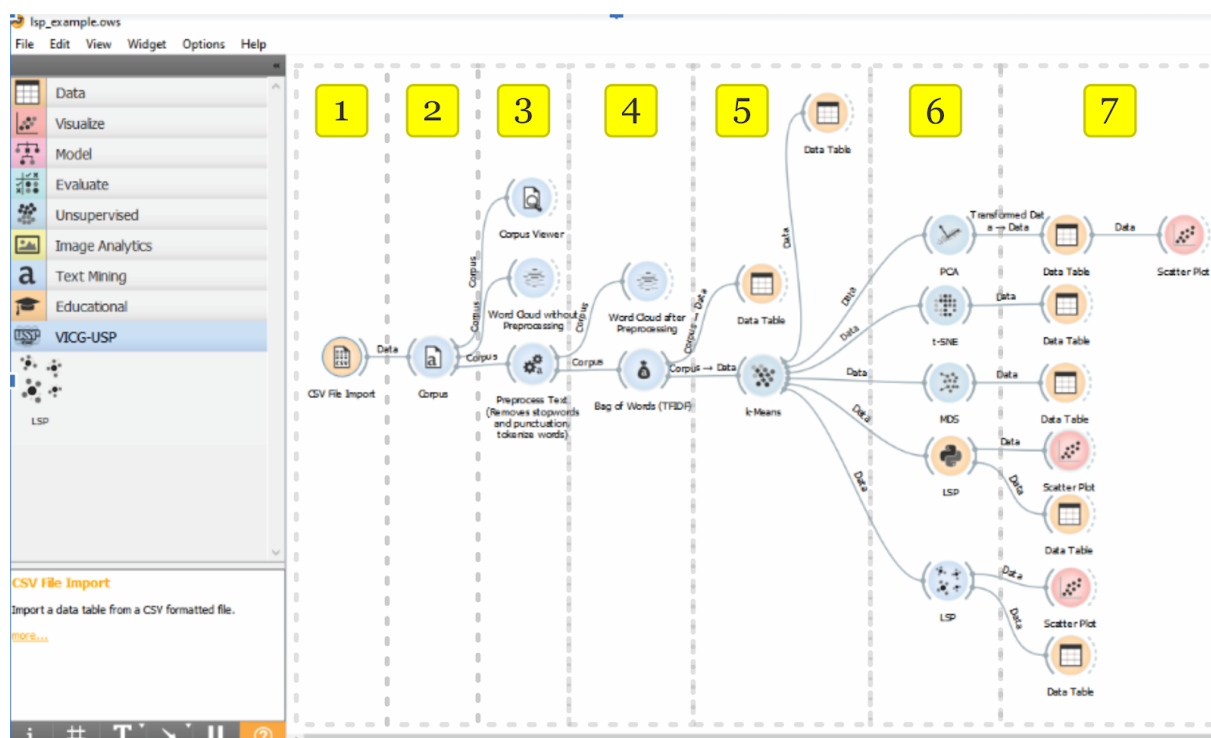 lsp_example.ows
File Edit View Widget Options Help
Data
Visualize
Model
Evaluate
Unsupervised
Image Analytics
a Text Mining
Educational
VICG-USP
LSP
CSV File Import
Import a data table from a CSV formatted file.
more...
1 2 3 4 5 6 7
CSV File Import
Data
Corpus
Corpus
Corpus
Corpus
Corpus Viewer
Word Cloud without
Preprocessing
Preprocess Text
(Removes stopwords
and punctuation,
tokenize words)
Corpus
Corpus
Word Cloud after
Preprocessing
Bag of Words (TFIDF)
Corpus → Data
Corpus → Data
Data Table
k-Means
Data
Data Table
Data
PCA
Transformed Dat
a → Data
Data Table
Data
Scatter Plot
Data
t-SNE
Data
Data Table
Data
MDS
Data
Data Table
Data
LSP
Data
Scatter Plot
Data
Data Table
Data
LSP
Data
Scatter Plot
Data
Data Table